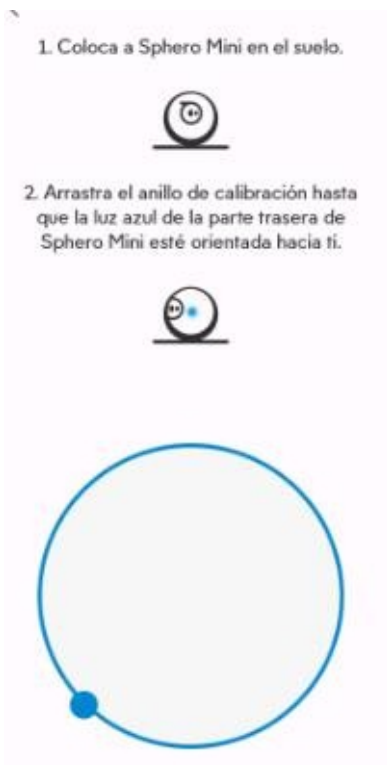 1. Coloca a Sphero Mini en el suelo.
2. Arrastra el anillo de calibración hasta
que la luz azul de la parte trasera de
Sphero Mini esté orientada hacia ti.